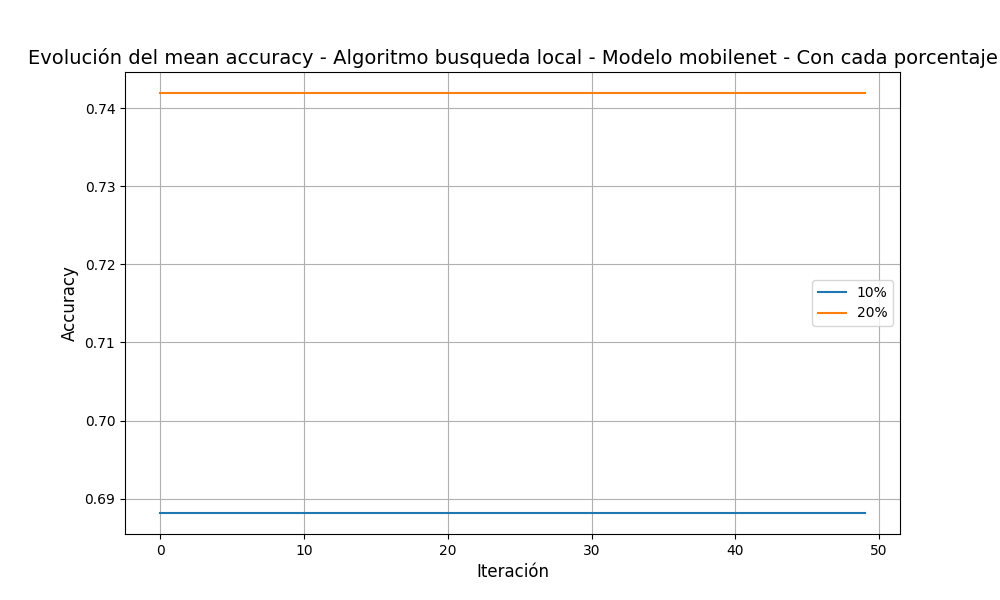 Evolución del mean accuracy - Algoritmo busqueda local - Modelo mobilenet - Con cada porcentaje
0.74
0.73
0.72
0.71
0.70
0.69
Accuracy
10%
20%
0 10 20 30 40 50
Iteración